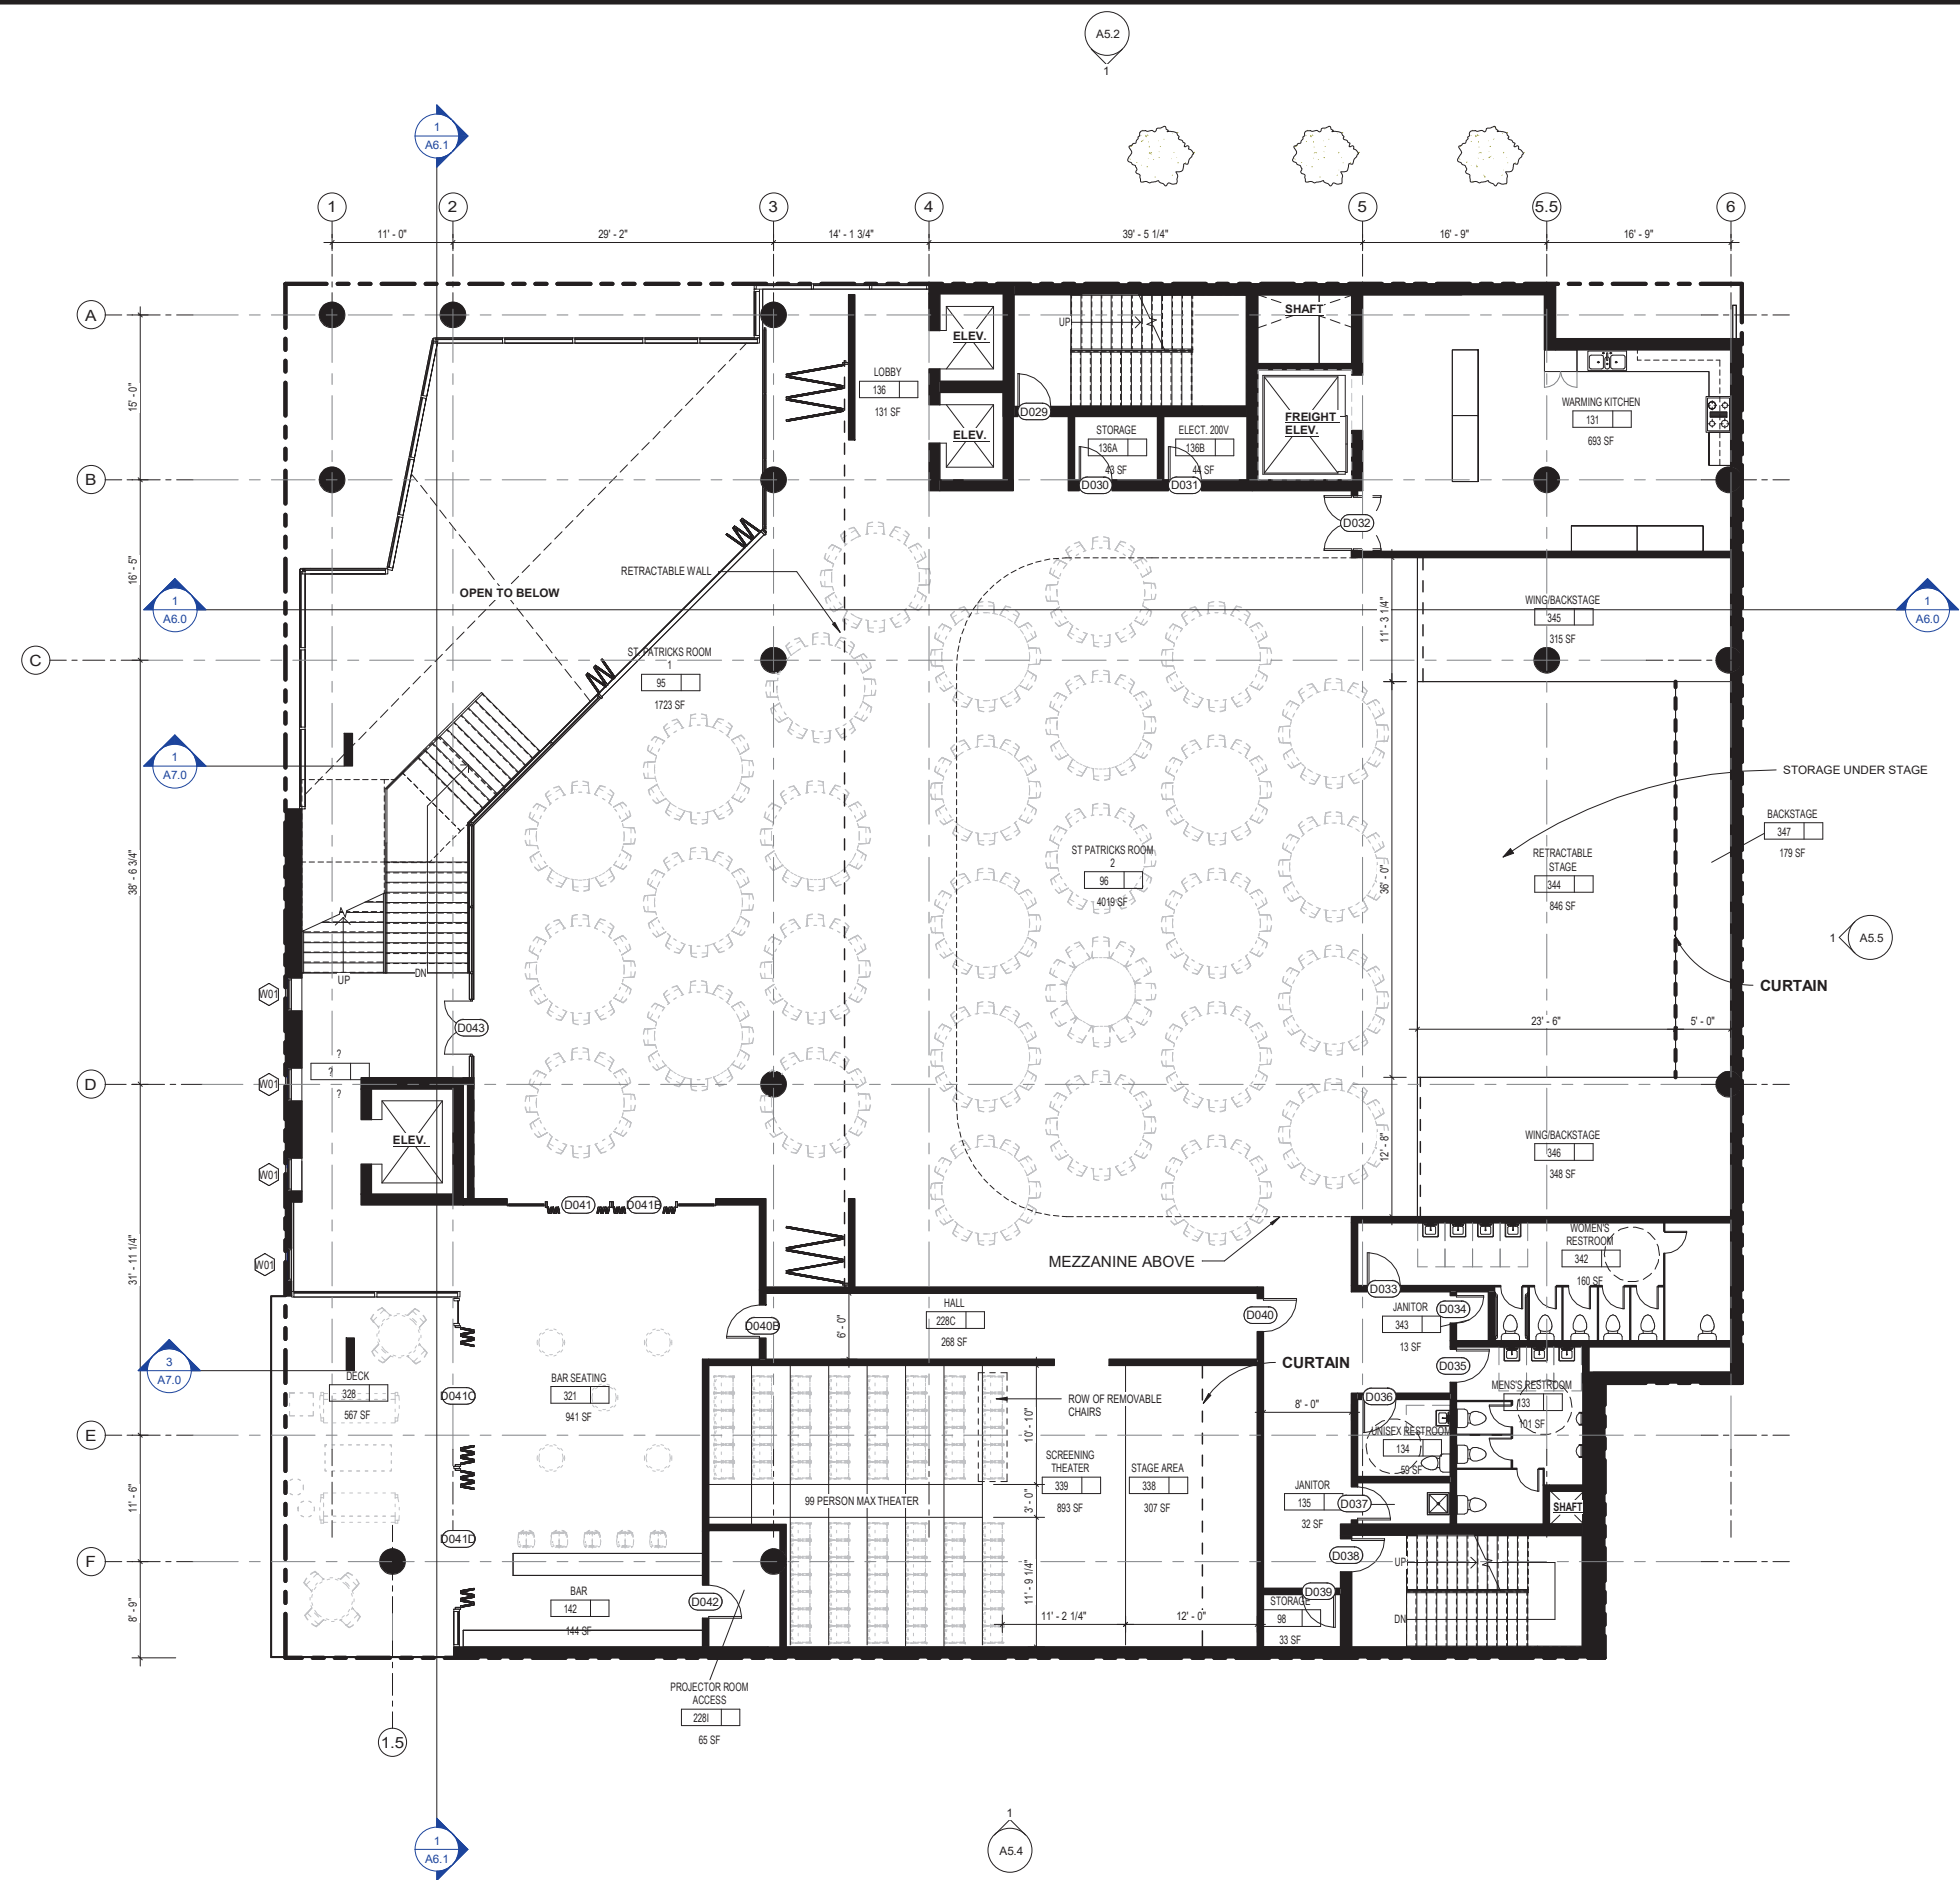 A5.2
1
1
A6.1
1
2
3
4
5
5.5
6
11' - 0"
29' - 2"
14' - 1 3/4"
39' - 5 1/4"
16' - 9"
16' - 9"
A
B
C
D
E
F
15' - 0"
16' - 5"
38' - 6 3/4"
31' - 11 1/4"
11' - 6"
8' - 9"
ELEV.
ELEV.
UP
SHAFT
FREIGHT
ELEV.
LOBBY
136
131 SF
D029
STORAGE
136A
43 SF
D030
ELECT. 200V
136B
44 SF
D031
WARMING KITCHEN
131
693 SF
D032
RETRACTABLE WALL
OPEN TO BELOW
1
A6.0
1
A6.0
1
A7.0
ST. PATRICKS ROOM
1
95
1723 SF
11' - 3 1/4"
WING/BACKSTAGE
345
315 SF
STORAGE UNDER STAGE
BACKSTAGE
347
179 SF
ST PATRICKS ROOM
2
96
4019 SF
36' - 0"
RETRACTABLE
STAGE
344
846 SF
1
A5.5
CURTAIN
23' - 6"
5' - 0"
UP
DN
W01
D043
?
?
?
W01
ELEV.
W01
12' - 8"
WING/BACKSTAGE
346
348 SF
D041
D041B
W01
MEZZANINE ABOVE
WOMEN'S
RESTROOM
342
160 SF
D033
D034
JANITOR
343
13 SF
HALL
228C
268 SF
6' - 0"
D040B
D040
CURTAIN
D035
3
A7.0
DECK
328
567 SF
D041C
BAR SEATING
321
941 SF
ROW OF REMOVABLE
CHAIRS
8' - 0"
D036
MENS'S RESTROOM
133
101 SF
10' - 10"
UNISEX RESTROOM
134
59 SF
SCREENING
THEATER
339
893 SF
STAGE AREA
338
307 SF
99 PERSON MAX THEATER
3' - 0"
JANITOR
135
32 SF
D037
SHAFT
D041D
D038
UP
11' - 9 1/4"
BAR
142
144 SF
D042
D039
STORAGE
98
33 SF
DN
11' - 2 1/4"
12' - 0"
PROJECTOR ROOM
ACCESS
228I
65 SF
1.5
1
A6.1
1
A5.4